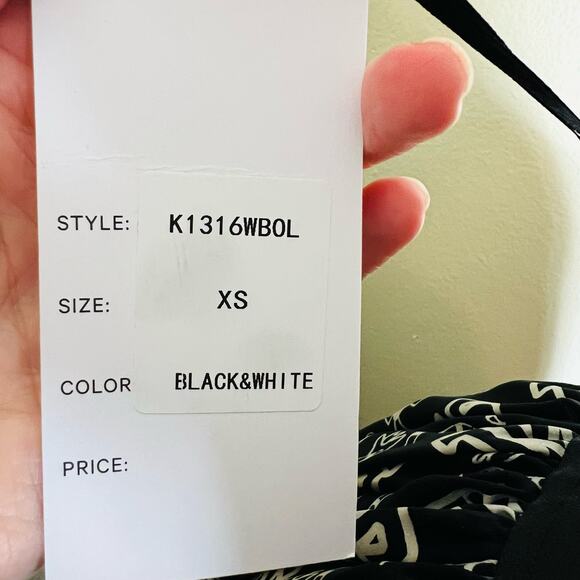 STYLE: K1316WBOL
SIZE: XS
COLOR BLACK&WHITE
PRICE: